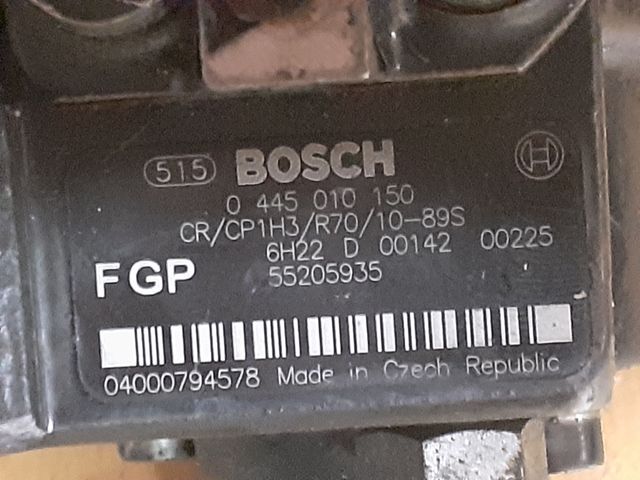 515 BOSCH
0 445 010 150
CR/CP1H3/R70/10-89S
6H22 D 00142 00225
FGP 55205935
04000794578 Made in Czech Republic